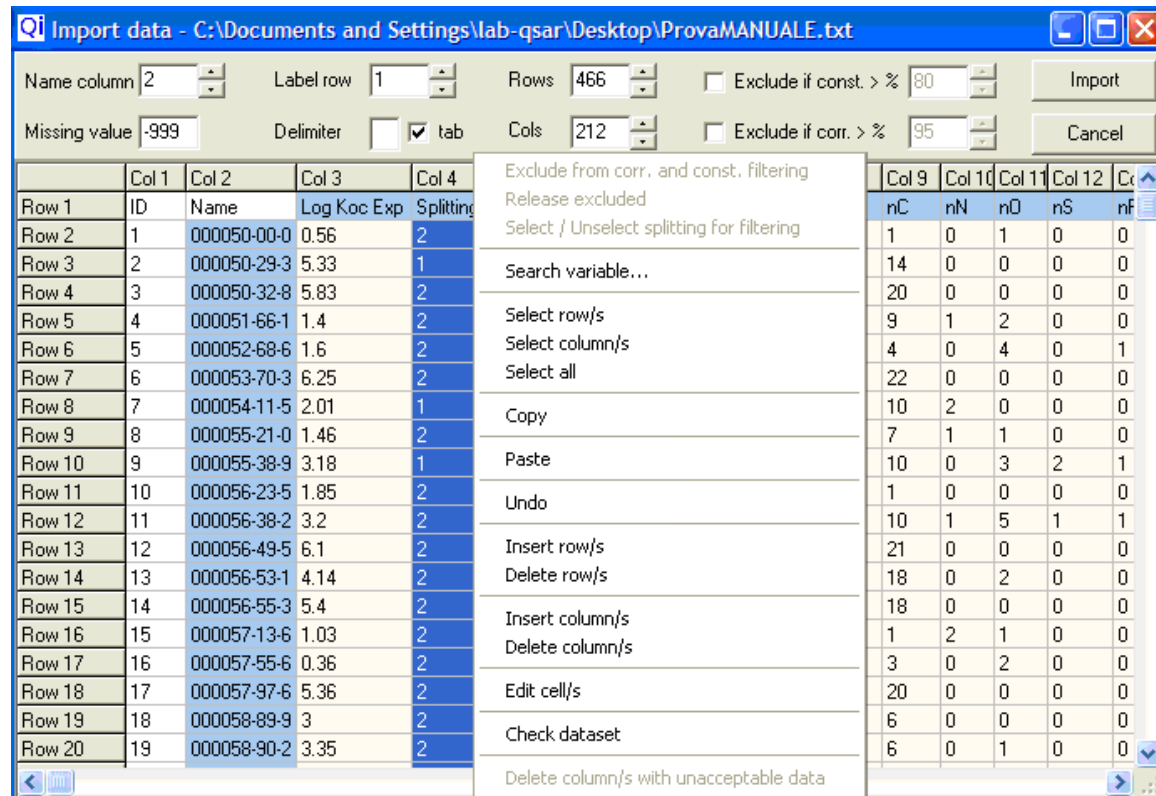 Qi Import data - C:\Documents and Settings\lab-qsar\Desktop\ProvaMANUALE.txt
Name column 2 Label row 1 Rows 466 Exclude if const. > % 80 Import
Missing value -999 Delimiter tab Cols 212 Exclude if corr. > % 95 Cancel
Col 1 Col 2 Col 3 Col 4 Col 9 Col 10 Col 11 Col 12
Row 1 ID Name Log Koc Exp Splitting nC nN nO nS
Row 2 1 000050-00-0 0.56 2 1 0 1 0 0
Row 3 2 000050-29-3 5.33 1 14 0 0 0 0
Row 4 3 000050-32-8 5.83 2 20 0 0 0 0
Row 5 4 000051-66-1 1.4 2 9 1 2 0 0
Row 6 5 000052-68-6 1.6 2 4 0 4 0 1
Row 7 6 000053-70-3 6.25 2 22 0 0 0 0
Row 8 7 000054-11-5 2.01 1 10 2 0 0 0
Row 9 8 000055-21-0 1.46 2 7 1 1 0 0
Row 10 9 000055-38-9 3.18 1 10 0 3 2 1
Row 11 10 000056-23-5 1.85 2 1 0 0 0 0
Row 12 11 000056-38-2 3.2 2 10 1 5 1 1
Row 13 12 000056-49-5 6.1 2 21 0 0 0 0
Row 14 13 000056-53-1 4.14 2 18 0 2 0 0
Row 15 14 000056-55-3 5.4 2 18 0 0 0 0
Row 16 15 000057-13-6 1.03 2 1 2 1 0 0
Row 17 16 000057-55-6 0.36 2 3 0 2 0 0
Row 18 17 000057-97-6 5.36 2 20 0 0 0 0
Row 19 18 000058-89-9 3 2 6 0 0 0 0
Row 20 19 000058-90-2 3.35 2 6 0 1 0 0
Exclude from corr. and const. filtering
Release excluded
Select / Unselect splitting for filtering
Search variable...
Select row/s
Select column/s
Select all
Copy
Paste
Undo
Insert row/s
Delete row/s
Insert column/s
Delete column/s
Edit cell/s
Check dataset
Delete column/s with unacceptable data